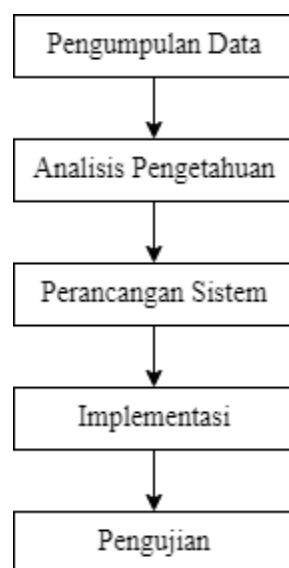 Pengumpulan Data
Analisis Pengetahuan
Perancangan Sistem
Implementasi
Pengujian